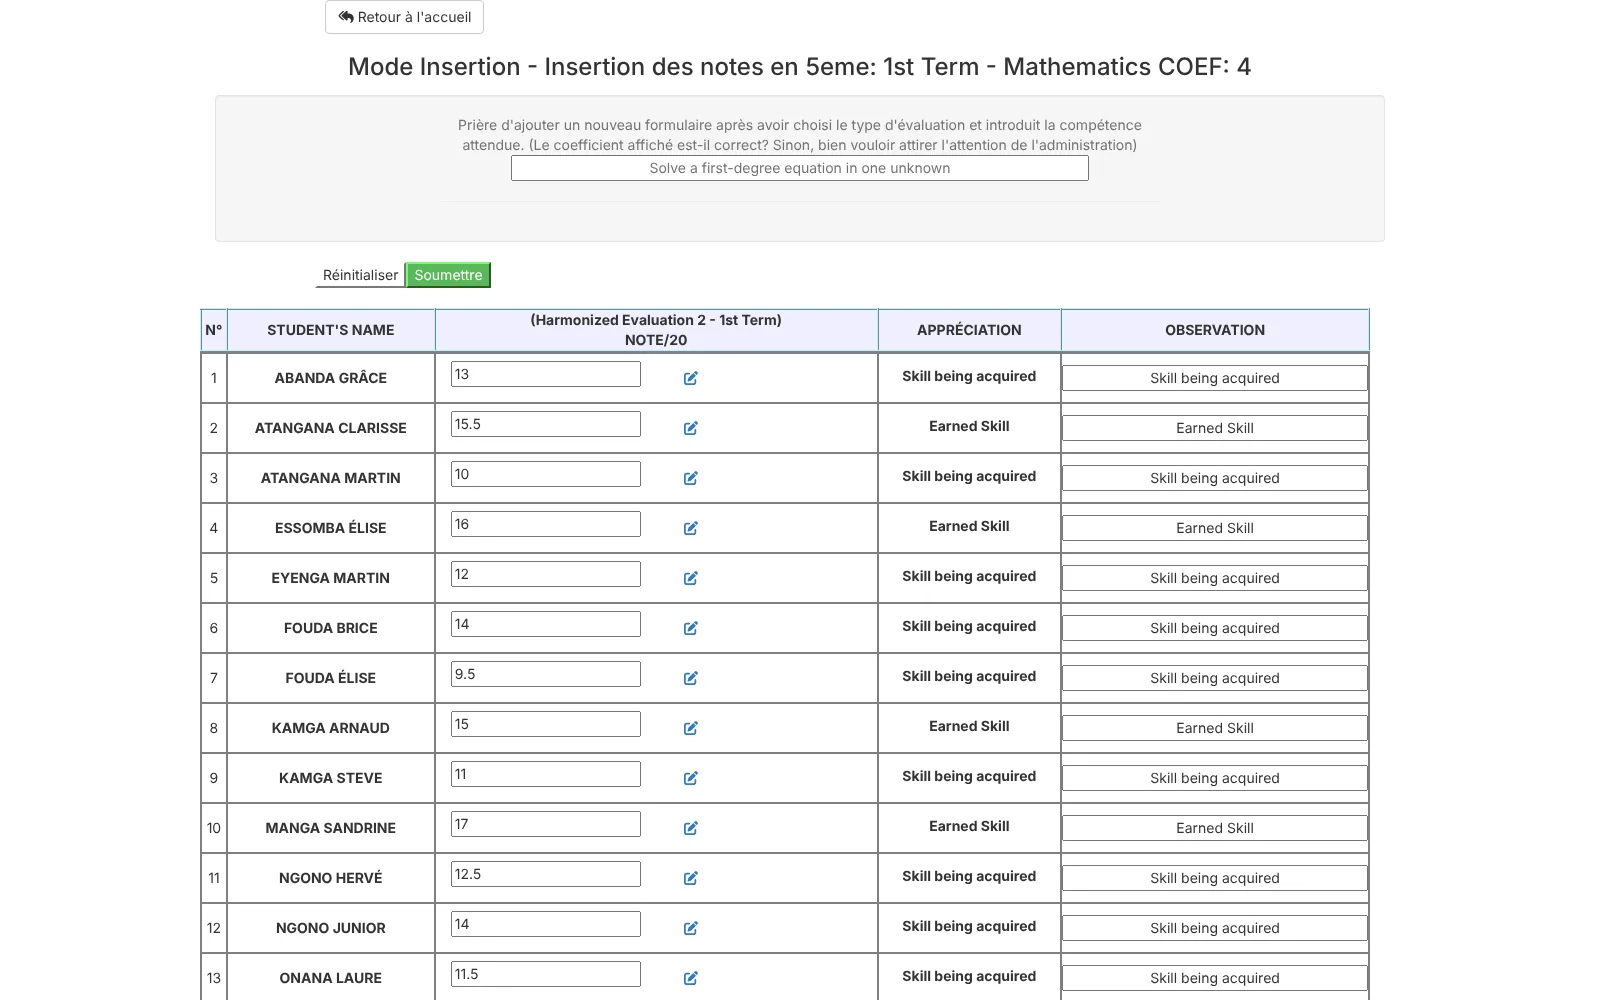 Retour à l'accueil
Mode Insertion - Insertion des notes en 5eme: 1st Term - Mathematics COEF: 4
Prière d'ajouter un nouveau formulaire après avoir choisi le type d'évaluation et introduit la compétence
attendue. (Le coefficient affiché est-il correct? Sinon, bien vouloir attirer l'attention de l'administration)
Solve a first-degree equation in one unknown
Réinitialiser Soumettre
N° STUDENT'S NAME (Harmonized Evaluation 2 - 1st Term) NOTE/20 APPRÉCIATION OBSERVATION
1 ABANDA GRÂCE 13 Skill being acquired Skill being acquired
2 ATANGANA CLARISSE 15.5 Earned Skill Earned Skill
3 ATANGANA MARTIN 10 Skill being acquired Skill being acquired
4 ESSOMBA ÉLISE 16 Earned Skill Earned Skill
5 EYENGA MARTIN 12 Skill being acquired Skill being acquired
6 FOUDA BRICE 14 Skill being acquired Skill being acquired
7 FOUDA ÉLISE 9.5 Skill being acquired Skill being acquired
8 KAMGA ARNAUD 15 Earned Skill Earned Skill
9 KAMGA STEVE 11 Skill being acquired Skill being acquired
10 MANGA SANDRINE 17 Earned Skill Earned Skill
11 NGONO HERVÉ 12.5 Skill being acquired Skill being acquired
12 NGONO JUNIOR 14 Skill being acquired Skill being acquired
13 ONANA LAURE 11.5 Skill being acquired Skill being acquired